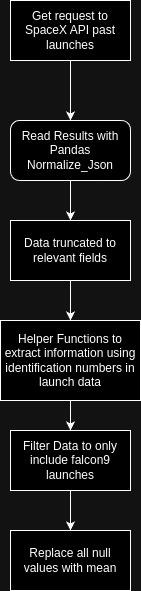 Get request to
SpaceX API past
launches
Read Results with
Pandas
Normalize_Json
Data truncated to
relevant fields
Helper Functions to
extract information using
identification numbers in
launch data
Filter Data to only
include falcon9
launches
Replace all null
values with mean